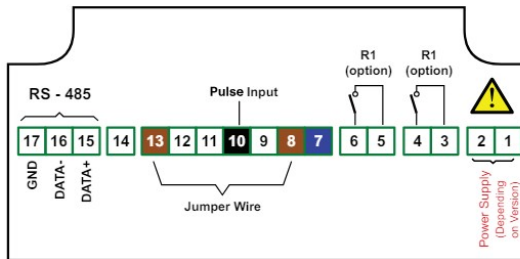 R1
(option)
R1
(option)
RS - 485
Pulse Input
17 16 15 14 13 12 11 10 9 8 7 6 5 4 3 2 1
GND
DATA-
DATA+
Jumper Wire
Power Supply
(Depending
on Version)